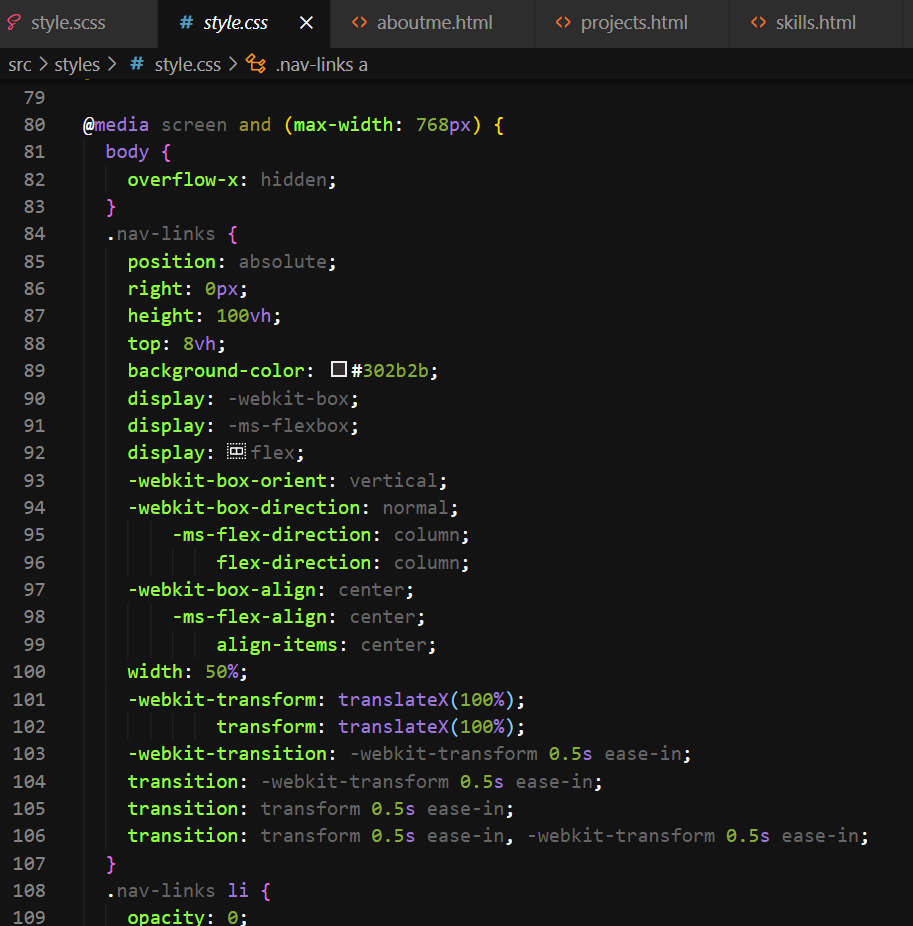 style.scss # style.css × <> aboutme.html <> projects.html <> skills.html
src > styles > # style.css > .nav-links a
79
80 @media screen and (max-width: 768px) {
81 body {
82 overflow-x: hidden;
83 }
84 .nav-links {
85 position: absolute;
86 right: 0px;
87 height: 100vh;
88 top: 8vh;
89 background-color: #302b2b;
90 display: -webkit-box;
91 display: -ms-flexbox;
92 display: flex;
93 -webkit-box-orient: vertical;
94 -webkit-box-direction: normal;
95 -ms-flex-direction: column;
96 flex-direction: column;
97 -webkit-box-align: center;
98 -ms-flex-align: center;
99 align-items: center;
100 width: 50%;
101 -webkit-transform: translateX(100%);
102 transform: translateX(100%);
103 -webkit-transition: -webkit-transform 0.5s ease-in;
104 transition: -webkit-transform 0.5s ease-in;
105 transition: transform 0.5s ease-in;
106 transition: transform 0.5s ease-in, -webkit-transform 0.5s ease-in;
107 }
108 .nav-links li {
109 opacity: 0;